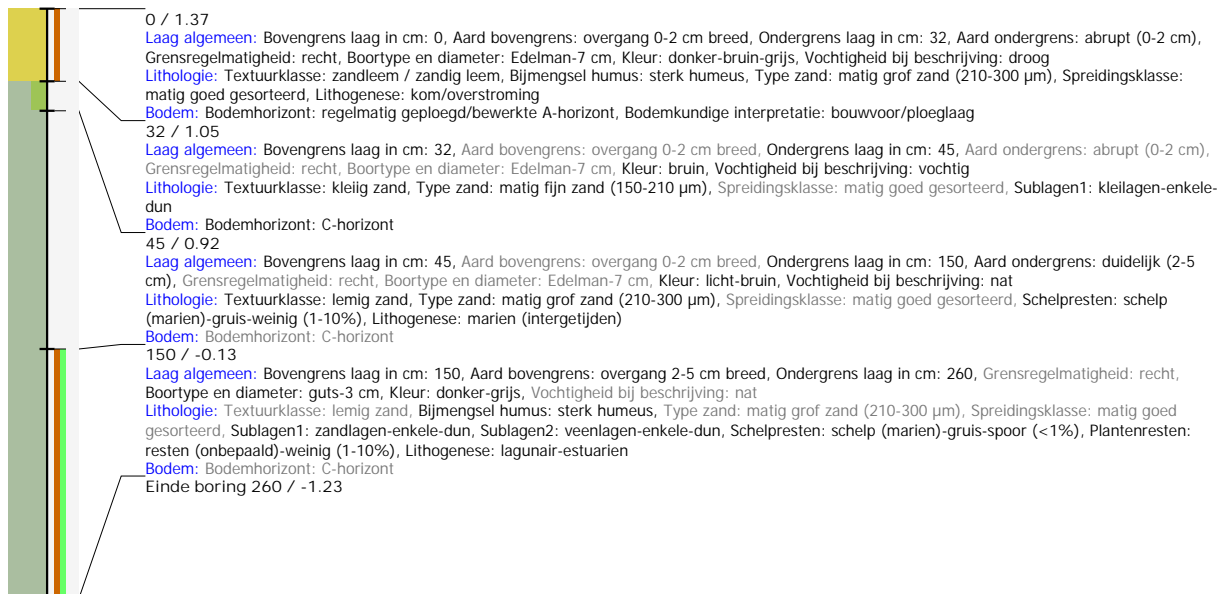 0 / 1.37
Laag algemeen: Bovengrens laag in cm: 0, Aard bovengrens: overgang 0-2 cm breed, Ondergrens laag in cm: 32, Aard ondergrens: abrupt (0-2 cm),
Grensregelmatigheid: recht, Boortype en diameter: Edelman-7 cm, Kleur: donker-bruin-grijs, Vochtigheid bij beschrijving: droog
Lithologie: Textuurklasse: zandleem / zandig leem, Bijmengsel humus: sterk humeus, Type zand: matig grof zand (210-300 µm), Spreidingsklasse:
matig goed gesorteerd, Lithogenese: kom/overstroming
Bodem: Bodemhorizont: regelmatig geploegd/bewerkte A-horizont, Bodemkundige interpretatie: bouwvoor/ploeglaag
32 / 1.05
Laag algemeen: Bovengrens laag in cm: 32, Aard bovengrens: overgang 0-2 cm breed, Ondergrens laag in cm: 45, Aard ondergrens: abrupt (0-2 cm),
Grensregelmatigheid: recht, Boortype en diameter: Edelman-7 cm, Kleur: bruin, Vochtigheid bij beschrijving: vochtig
Lithologie: Textuurklasse: kleiig zand, Type zand: matig fijn zand (150-210 µm), Spreidingsklasse: matig goed gesorteerd, Sublagen1: kleilagen-enkele-
dun
Bodem: Bodemhorizont: C-horizont
45 / 0.92
Laag algemeen: Bovengrens laag in cm: 45, Aard bovengrens: overgang 0-2 cm breed, Ondergrens laag in cm: 150, Aard ondergrens: duidelijk (2-5
cm), Grensregelmatigheid: recht, Boortype en diameter: Edelman-7 cm, Kleur: licht-bruin, Vochtigheid bij beschrijving: nat
Lithologie: Textuurklasse: lemig zand, Type zand: matig grof zand (210-300 µm), Spreidingsklasse: matig goed gesorteerd, Schelpresten: schelp
(marien)-gruis-weinig (1-10%), Lithogenese: marien (intergetijden)
Bodem: Bodemhorizont: C-horizont
150 / -0.13
Laag algemeen: Bovengrens laag in cm: 150, Aard bovengrens: overgang 2-5 cm breed, Ondergrens laag in cm: 260, Grensregelmatigheid: recht,
Boortype en diameter: guts-3 cm, Kleur: donker-grijs, Vochtigheid bij beschrijving: nat
Lithologie: Textuurklasse: lemig zand, Bijmengsel humus: sterk humeus, Type zand: matig grof zand (210-300 µm), Spreidingsklasse: matig goed
gesorteerd, Sublagen1: zandlagen-enkele-dun, Sublagen2: veenlagen-enkele-dun, Schelpresten: schelp (marien)-gruis-spoor (<1%), Plantenresten:
resten (onbepaald)-weinig (1-10%), Lithogenese: lagunair-estuarien
Bodem: Bodemhorizont: C-horizont
Einde boring 260 / -1.23